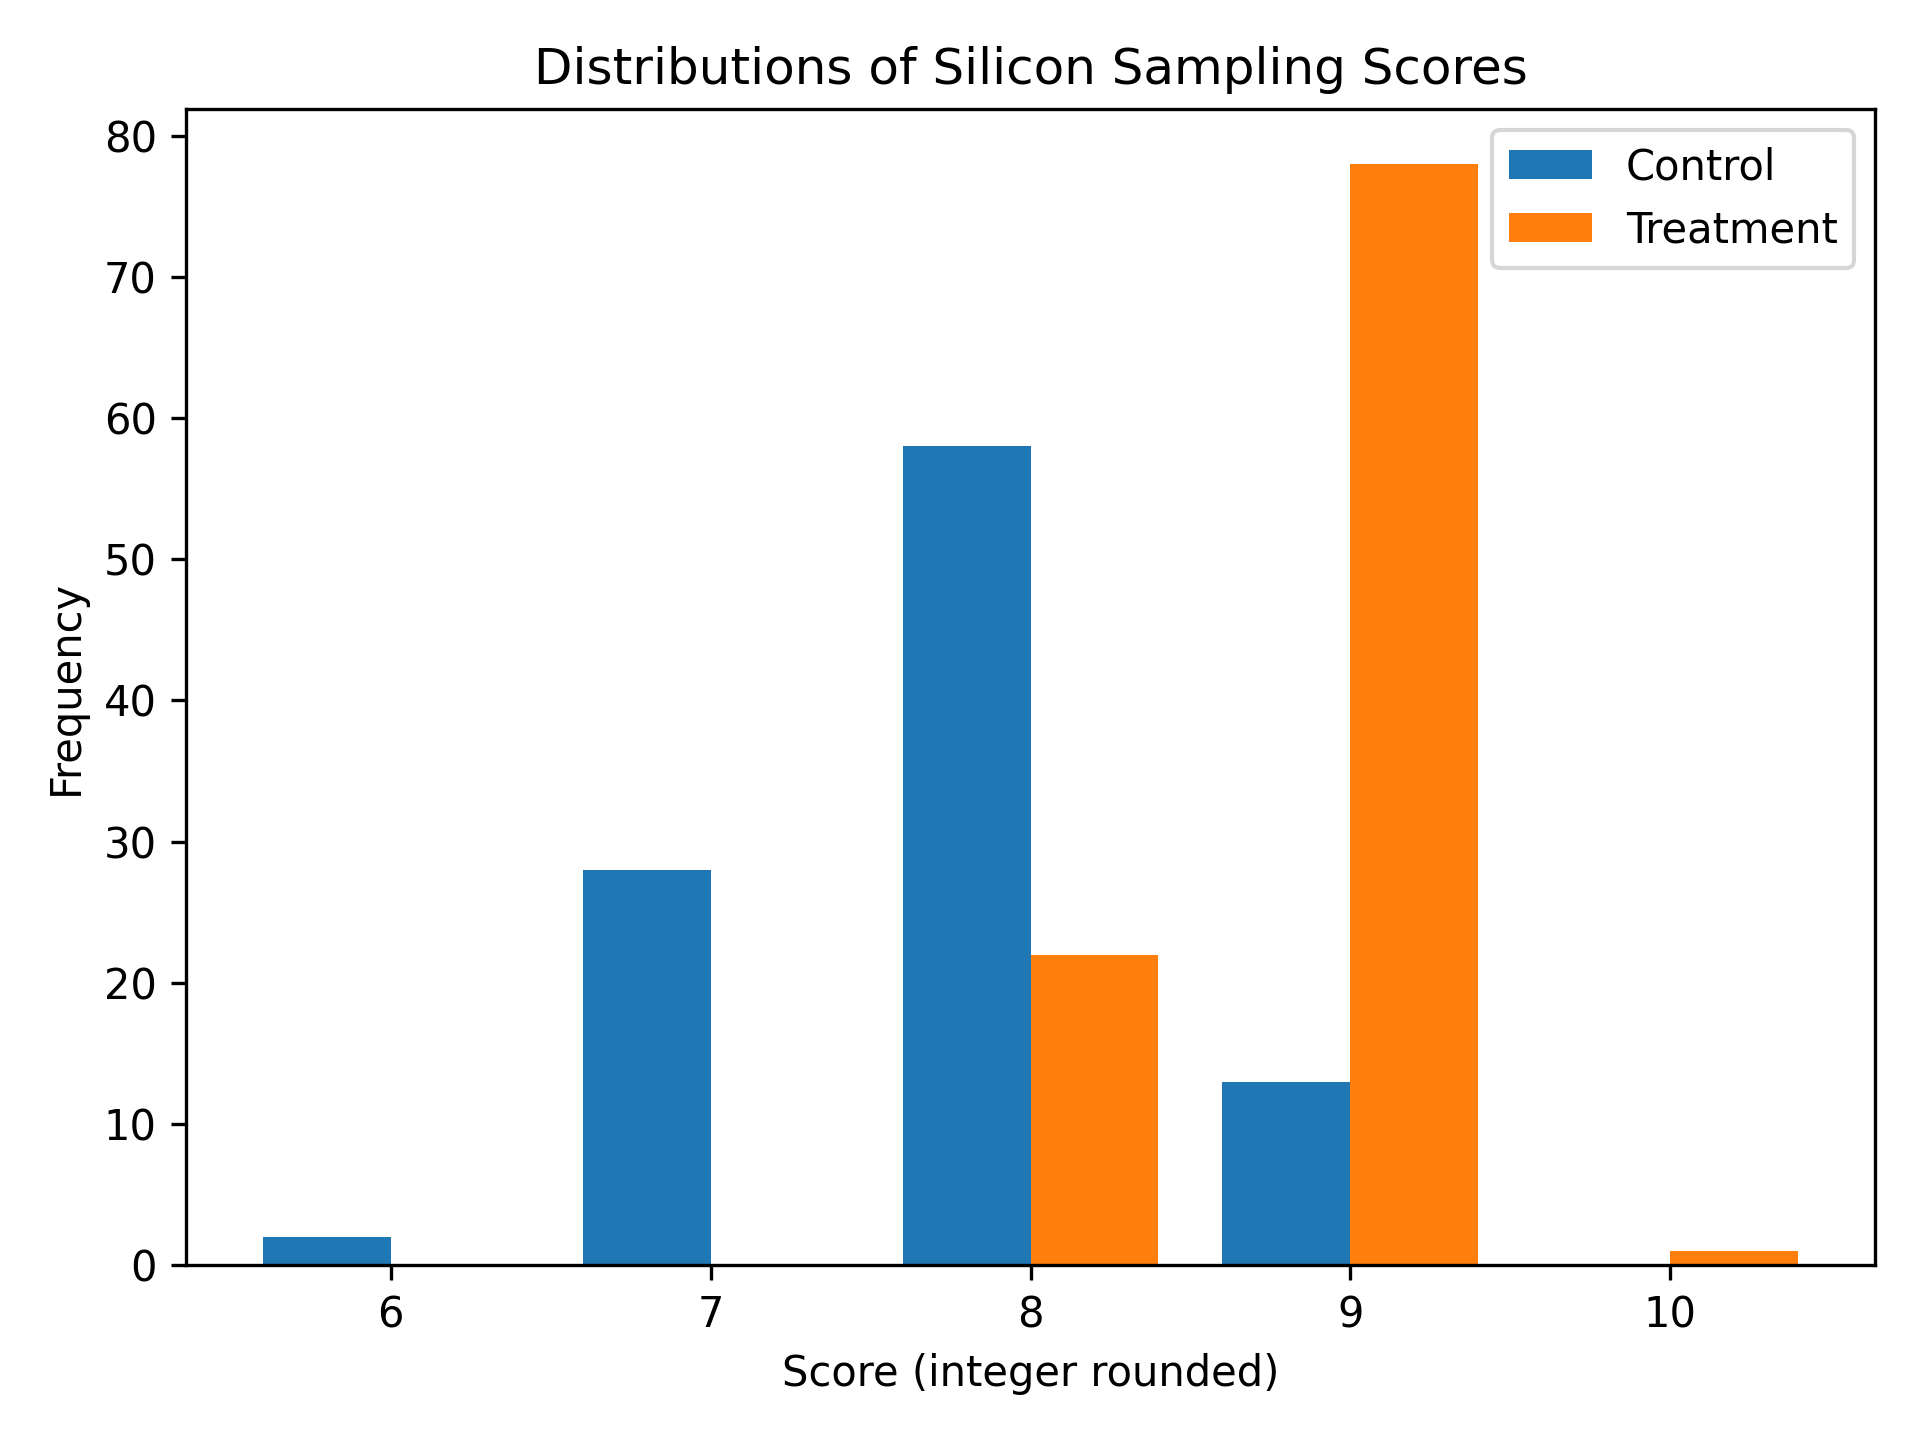 Distributions of Silicon Sampling Scores
Control
Treatment
80
70
60
50
40
30
20
10
0
Frequency
6 7 8 9 10
Score (integer rounded)